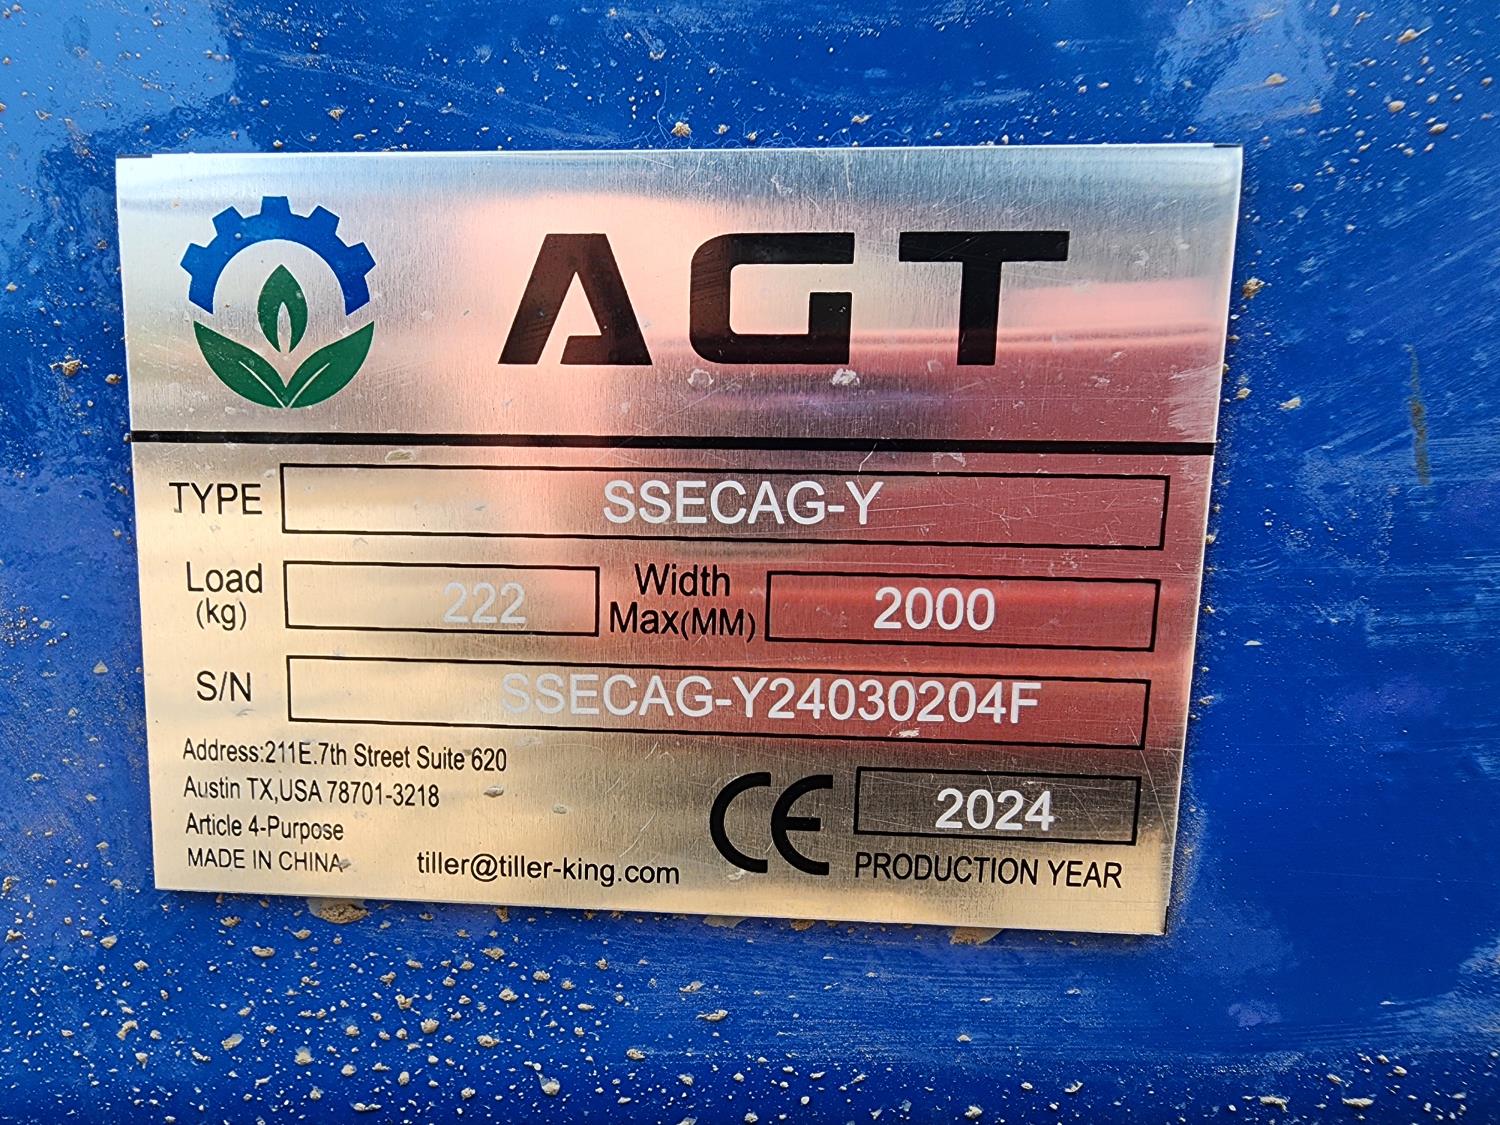 AGT
TYPE SSECAG-Y
Load (kg) 222 Width Max(MM) 2000
S/N SSECAG-Y24030204F
Address:211E.7th Street Suite 620
Austin TX,USA 78701-3218
Article 4-Purpose
MADE IN CHINA
tiller@tiller-king.com
CE
2024
PRODUCTION YEAR